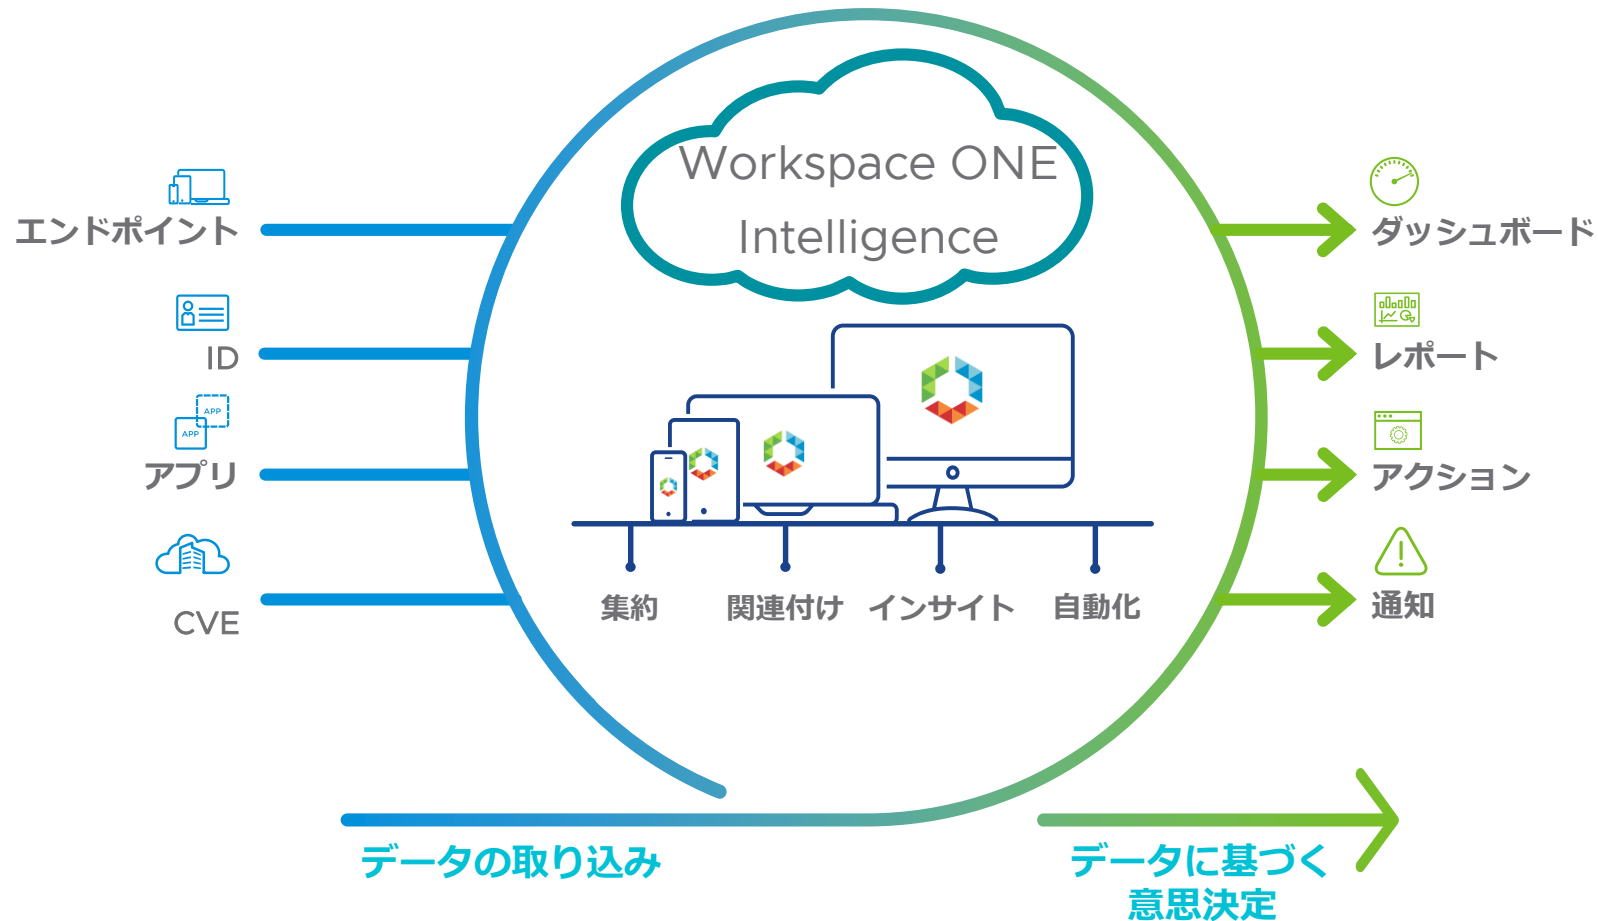 Workspace ONE
Intelligence
エンドポイント
ID
APP
APP
アプリ
CVE
集約
関連付け
インサイト
自動化
ダッシュボード
レポート
アクション
通知
データの取り込み
データに基づく
意思決定